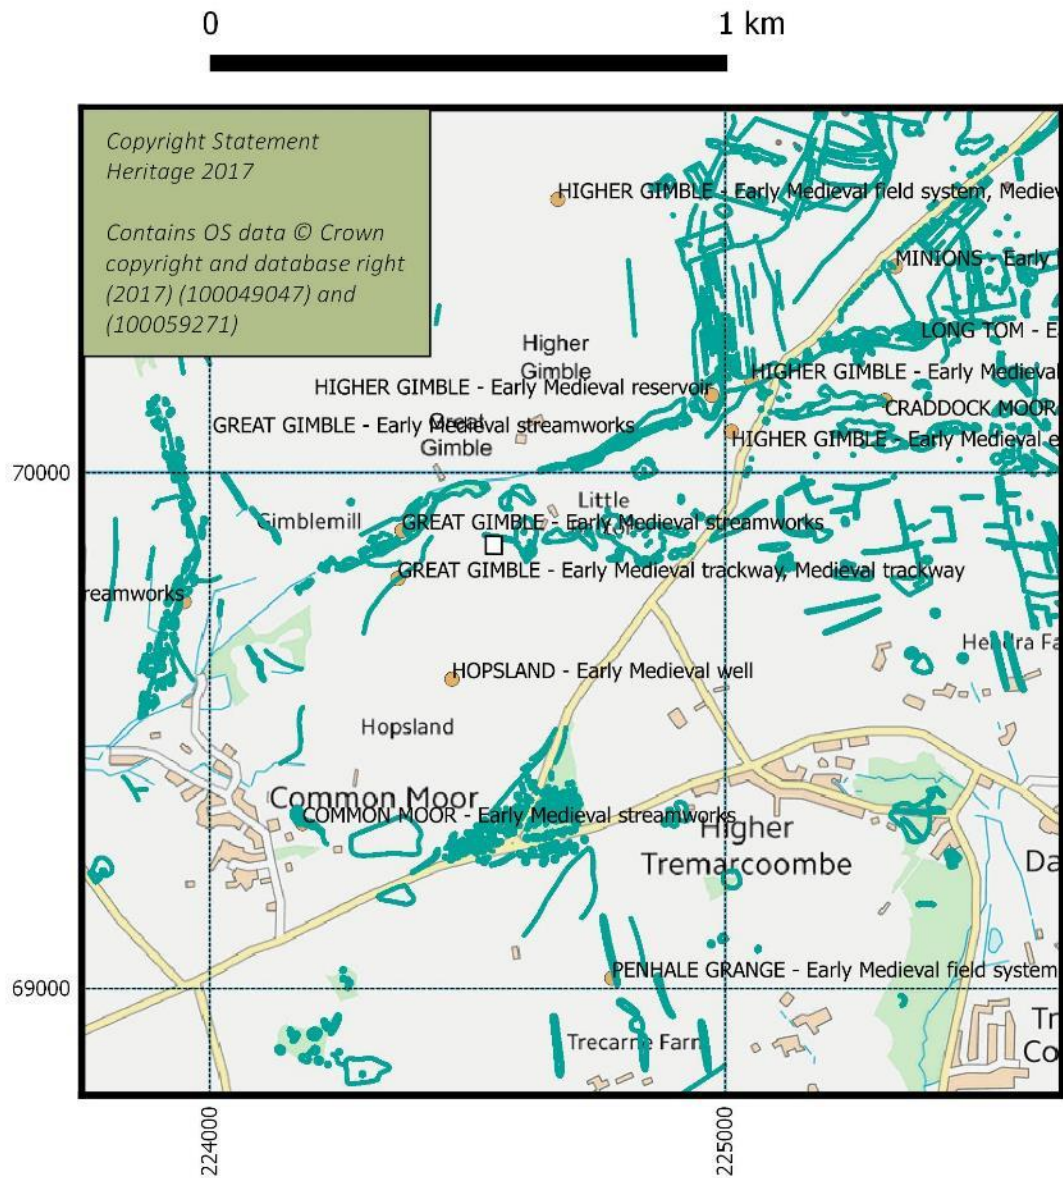 0
1 km
Copyright Statement
Heritage 2017
Contains OS data © Crown
copyright and database right
(2017) (100049047) and
(100059271)
HIGHER GIMBLE - Early Medieval field system, Mediev
MINIONS - Early
LONG TOM - E
Higher
Gimble
HIGHER GIMBLE - Early Medieval
HIGHER GIMBLE - Early Medieval reservoir
CRADDOCK MOOR
GREAT GIMBLE - Early Medieval streamworks
Great
Gimble
HIGHER GIMBLE - Early Medieval e
70000
Little
Gimblemill
GREAT GIMBLE - Early Medieval streamworks
GREAT GIMBLE - Early Medieval trackway, Medieval trackway
reamworks
Hendra Fa
HOPSLAND - Early Medieval well
Hopsland
Common Moor
COMMON MOOR - Early Medieval streamworks
Higher
Tremarcoombe
Da
PENHALE GRANGE - Early Medieval field system
69000
Trecarne Farm
Tr
Co
224000
225000